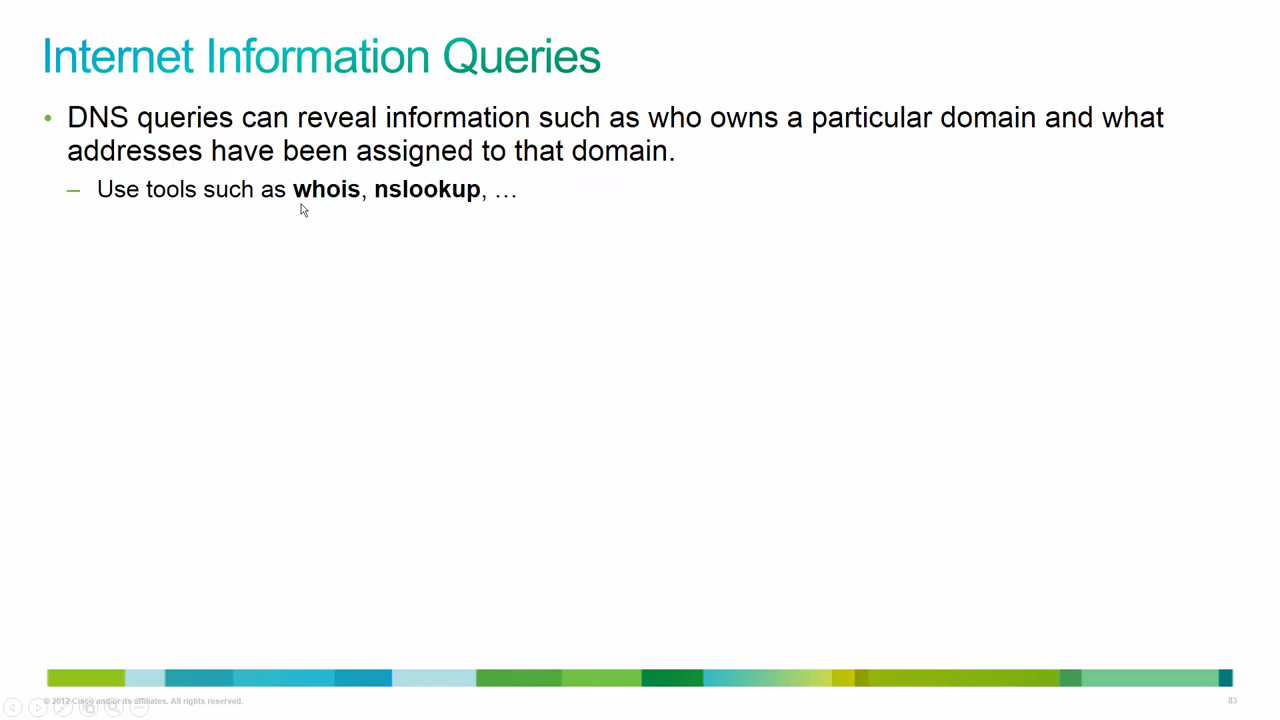 Internet Information Queries
• DNS queries can reveal information such as who owns a particular domain and what
addresses have been assigned to that domain.
– Use tools such as whois, nslookup, …
© 2012 Cisco and/or its affiliates. All rights reserved.
83